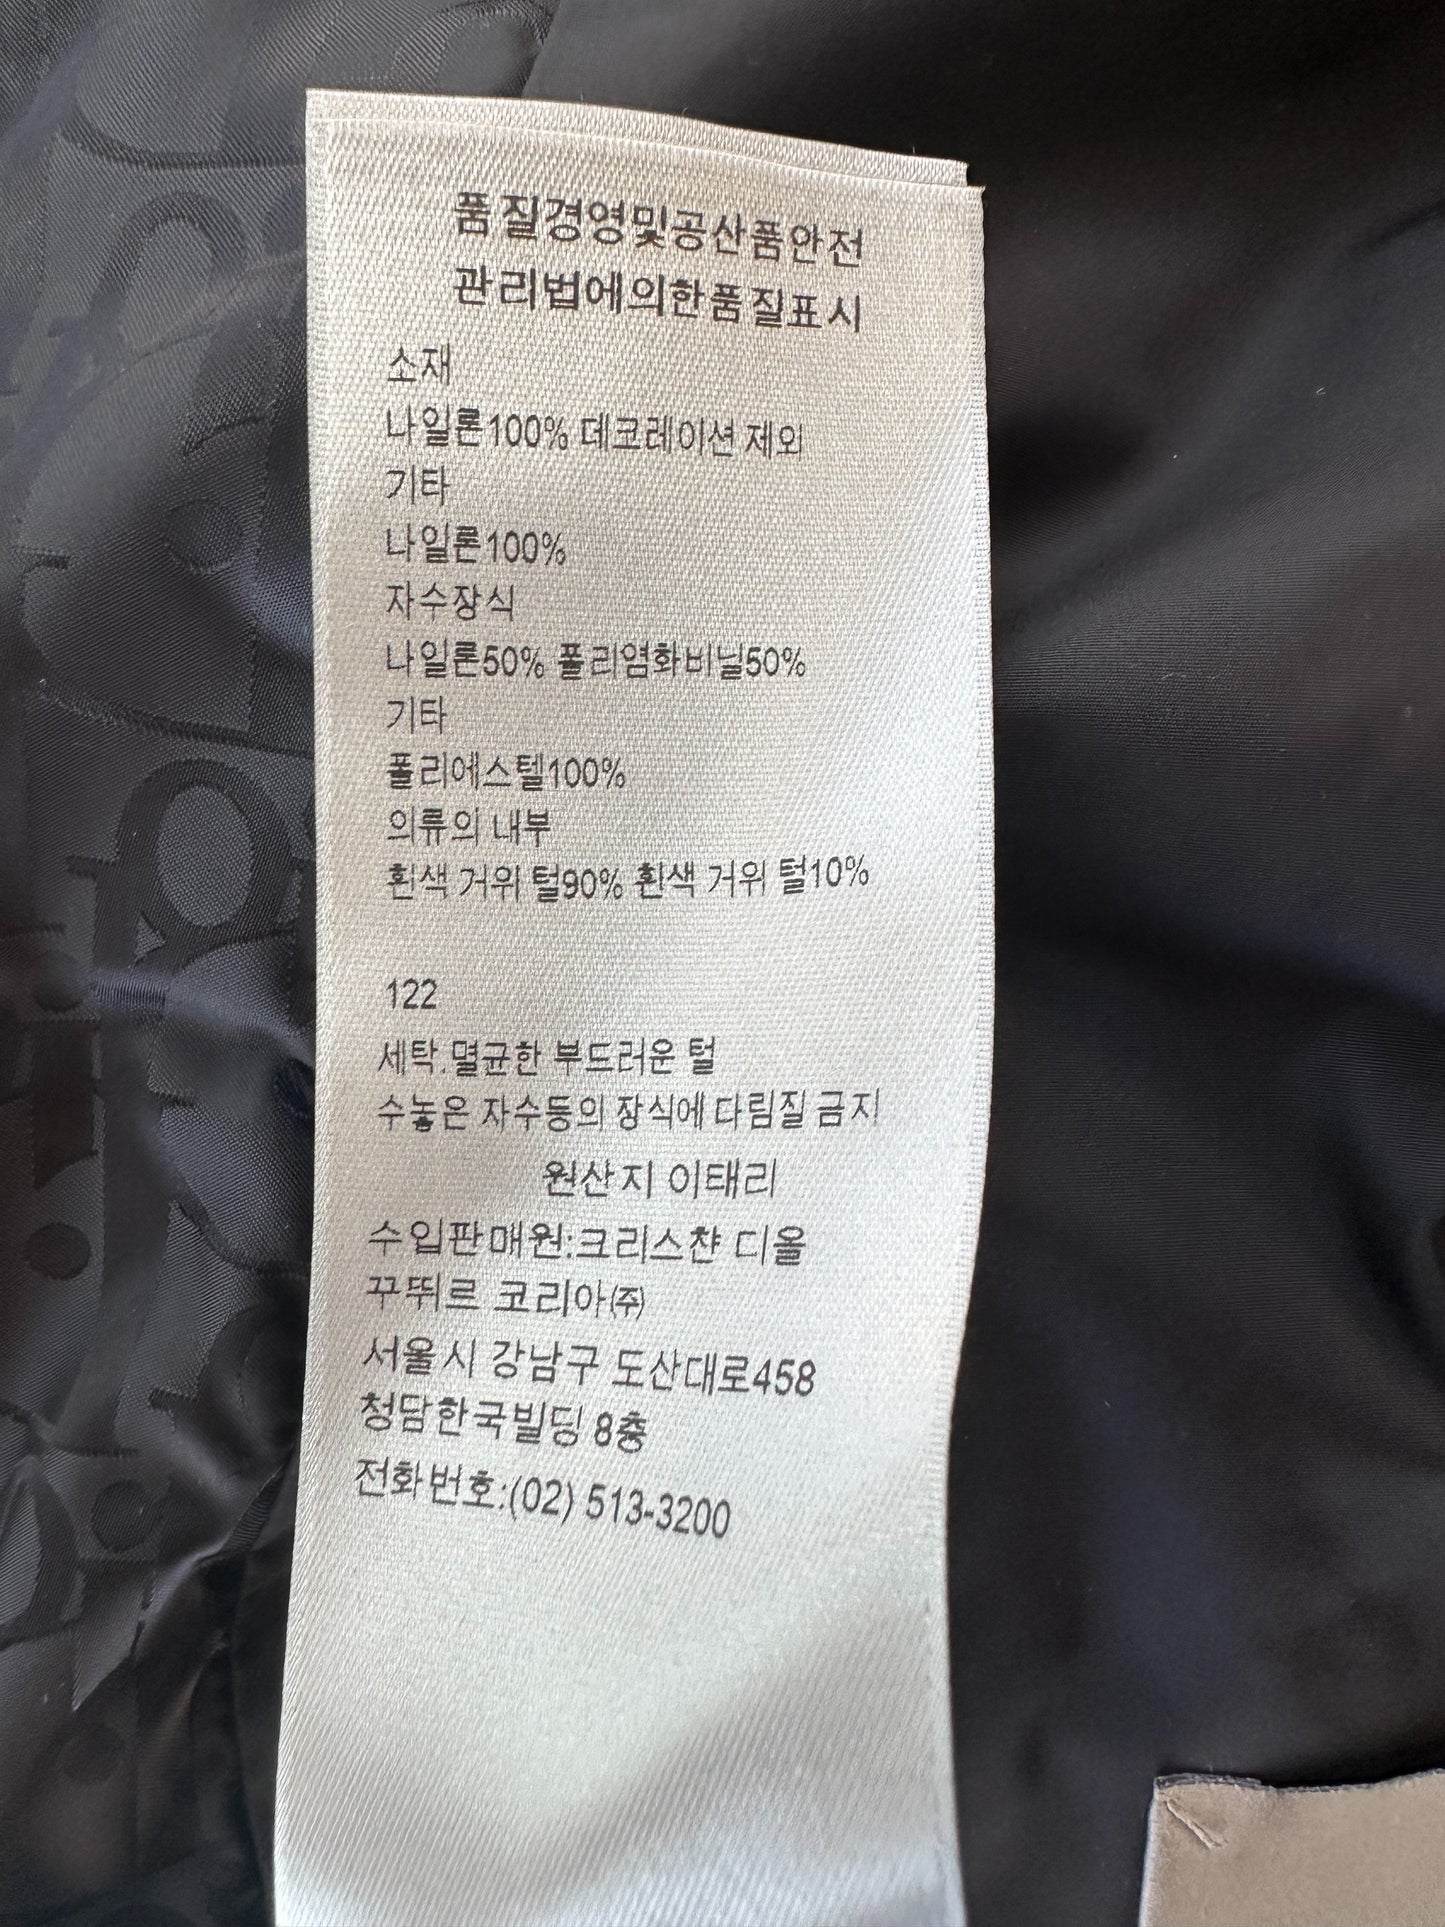 품질경영및공산품안전
관리법에의한품질표시
소재
나일론100% 데코레이션 제외
기타
나일론100%
자수장식
나일론50% 폴리염화비닐50%
기타
폴리에스텔100%
의류의 내부
흰색 거위 털90% 흰색 거위 털10%
122
세탁.멸균한 부드러운 털
수놓은 자수등의 장식에 다림질 금지
원산지 이태리
수입판매원:크리스챤 디올
꾸뛰르 코리아㈜
서울시 강남구 도산대로458
청담한국빌딩 8층
전화번호:(02) 513-3200